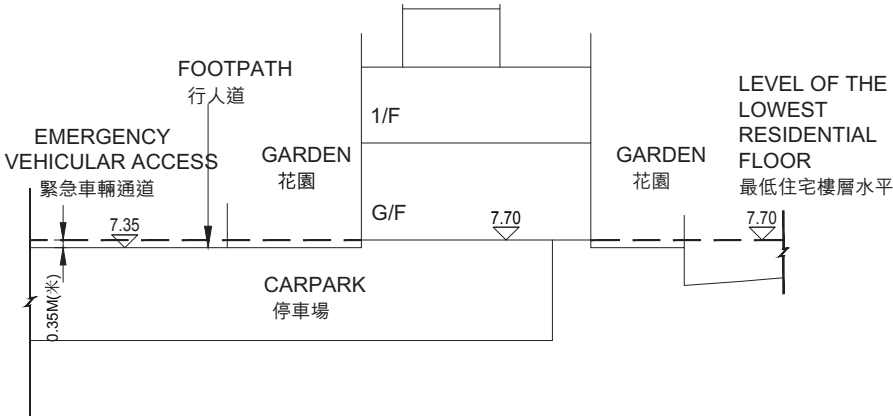 FOOTPATH
行人道
EMERGENCY
VEHICULAR ACCESS
緊急車輛通道
GARDEN
花園
1/F
G/F
GARDEN
花園
LEVEL OF THE
LOWEST
RESIDENTIAL
FLOOR
最低住宅樓層水平
7.35
7.70
7.70
0.35M(米)
CARPARK
停車場